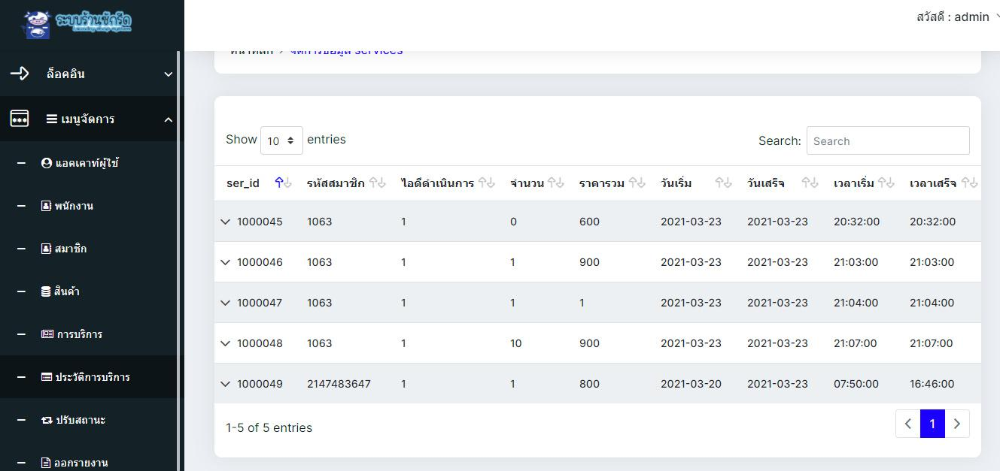 ระบบร้านซักรีด
สวัสดี : admin
ล็อคอิน
เมนูจัดการ
แอคเคาท์ผู้ใช้
พนักงาน
สมาชิก
สินค้า
การบริการ
ประวัติการบริการ
ปรับสถานะ
ออกรายงาน
หน้าหลัก > จัดการข้อมูล services
Show 10 entries
Search: Search
ser_id รหัสสมาชิก ไอดีดำเนินการ จำนวน ราคารวม วันเริ่ม วันเสร็จ เวลาเริ่ม เวลาเสร็จ
1000045 1063 1 0 600 2021-03-23 2021-03-23 20:32:00 20:32:00
1000046 1063 1 1 900 2021-03-23 2021-03-23 21:03:00 21:03:00
1000047 1063 1 1 1 2021-03-23 2021-03-23 21:04:00 21:04:00
1000048 1063 1 10 900 2021-03-23 2021-03-23 21:07:00 21:07:00
1000049 2147483647 1 1 800 2021-03-20 2021-03-23 07:50:00 16:46:00
1-5 of 5 entries
1